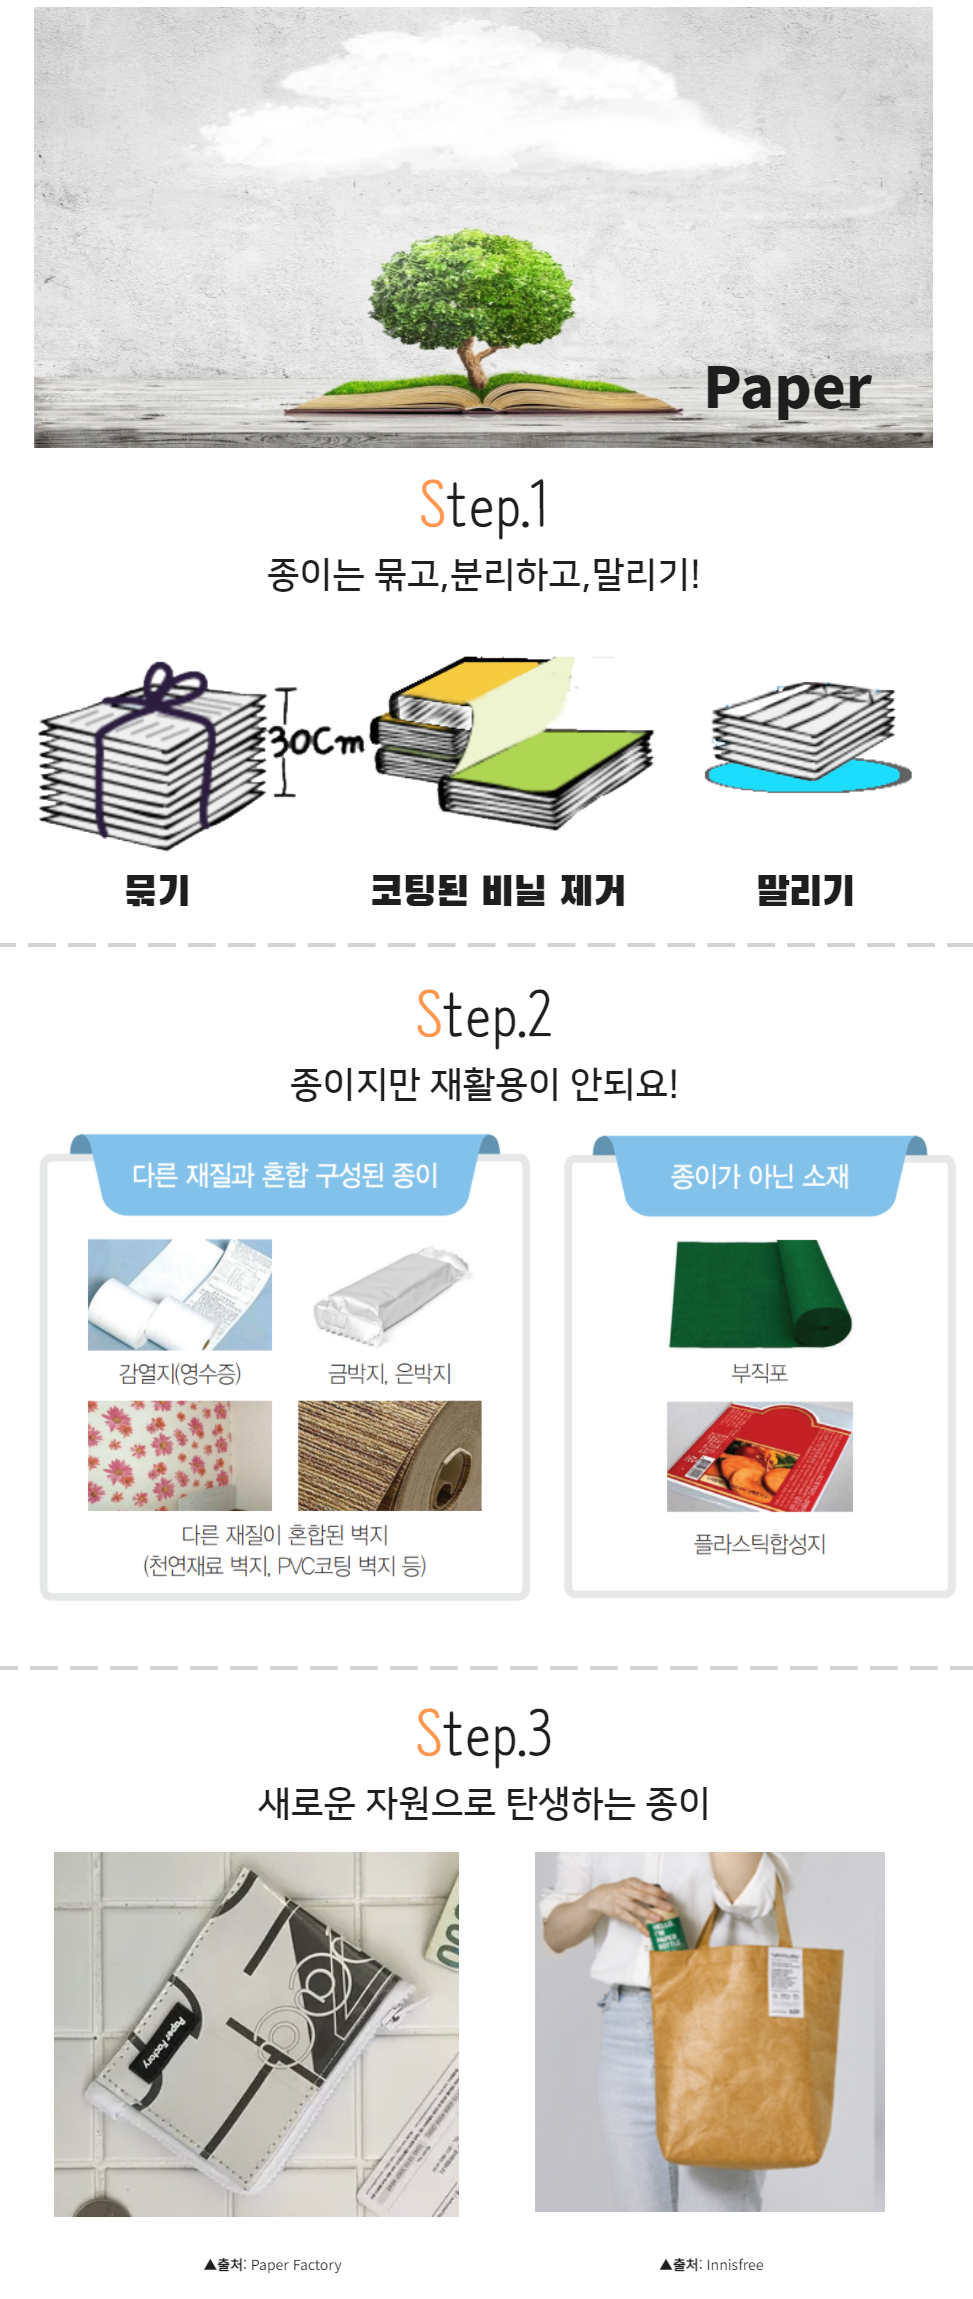 Paper
Step.1
종이는 묶고,분리하고,말리기!
30cm
묶기
코팅된 비닐 제거
말리기
Step.2
종이지만 재활용이 안되요!
다른 재질과 혼합 구성된 종이
종이가 아닌 소재
감열지(영수증)
금박지, 은박지
부직포
다른 재질이 혼합된 벽지
(천연재료 벽지, PVC코팅 벽지 등)
플라스틱합성지
Step.3
새로운 자원으로 탄생하는 종이
Paper Factory
HELLO,
I'M
PAPER
BOTTLE
▲출처: Paper Factory
▲출처: Innisfree